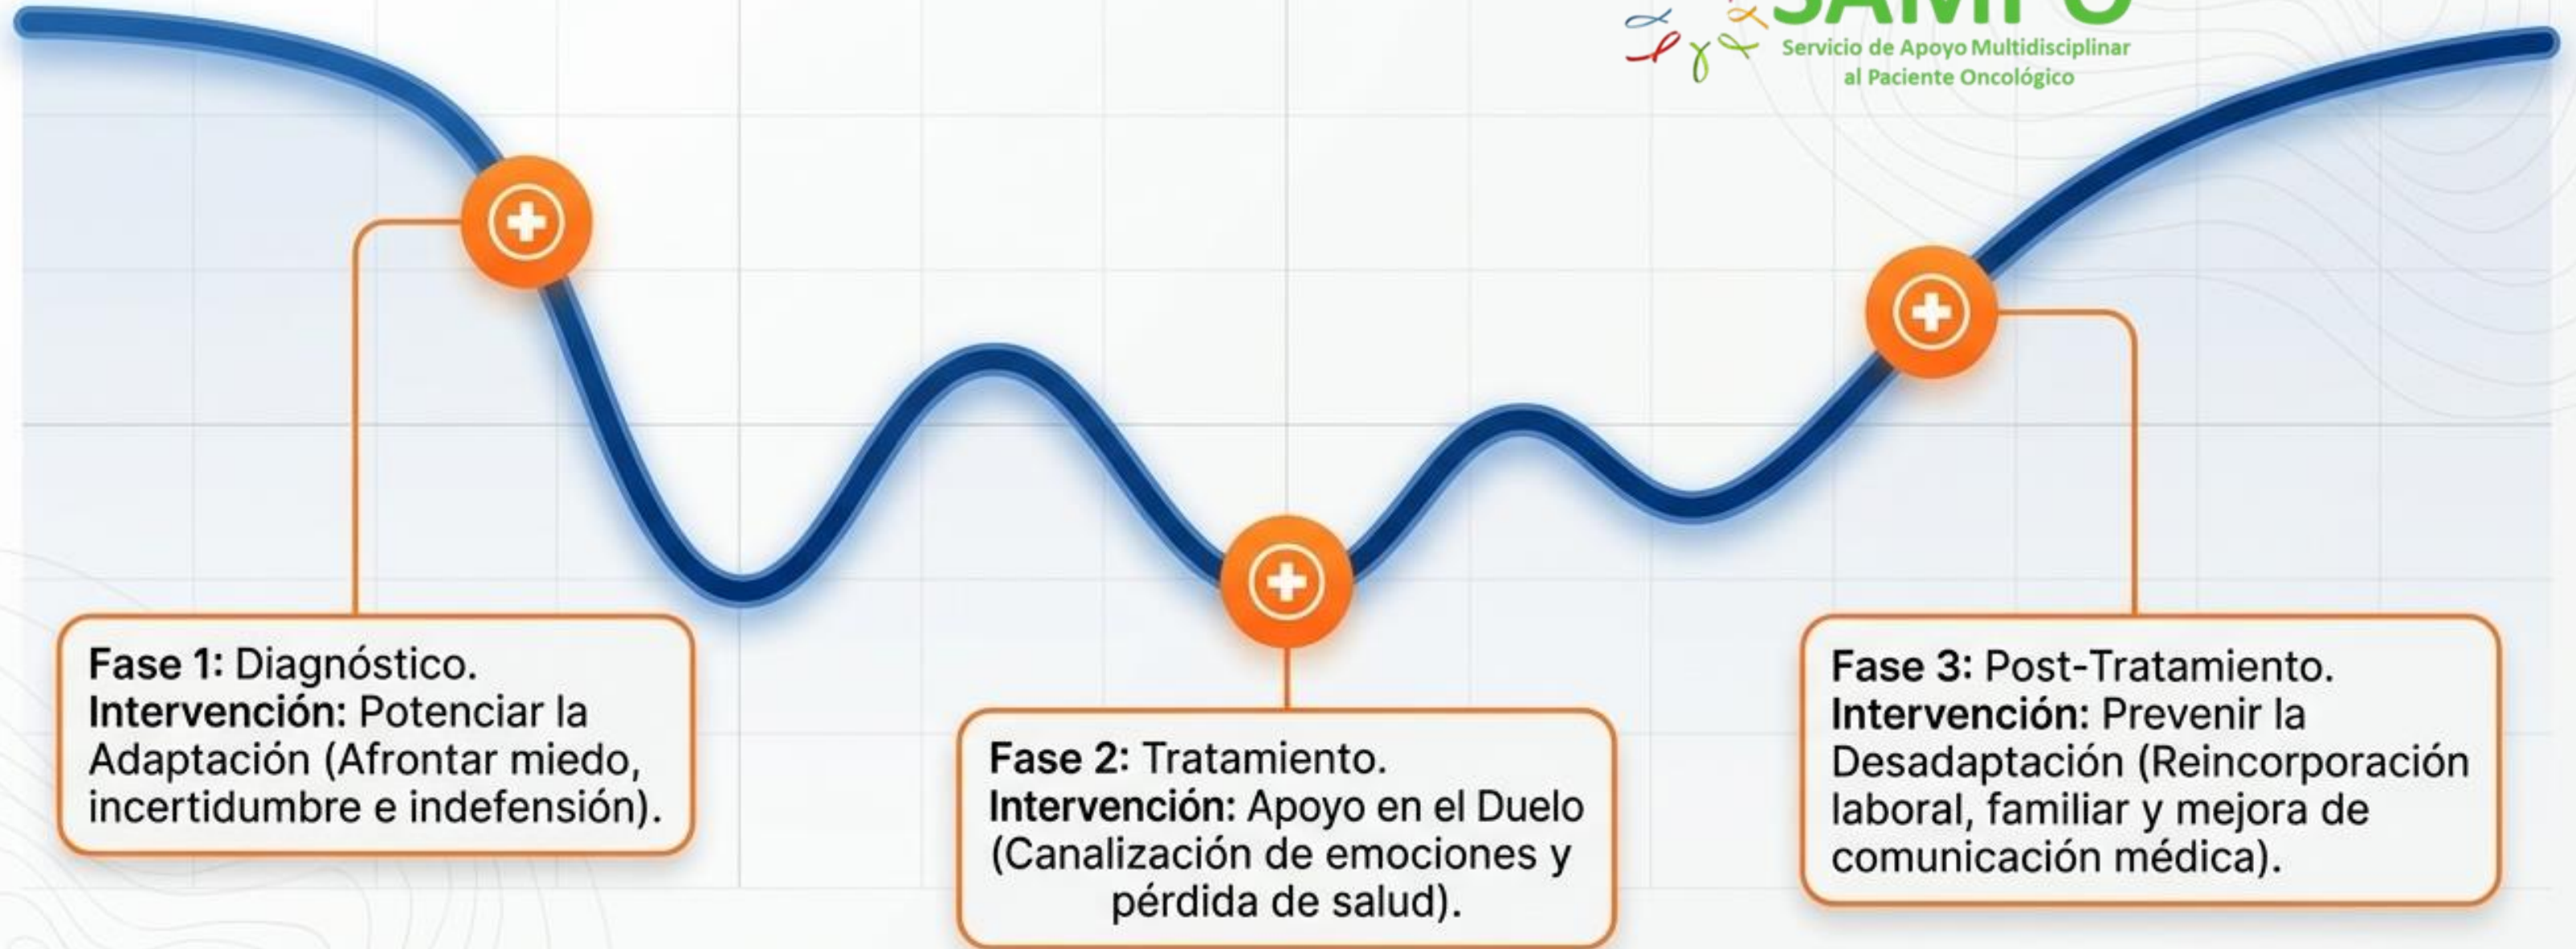 SAMPO
Servicio de Apoyo Multidisciplinar
al Paciente Oncológico
Fase 1: Diagnóstico.
Intervención: Potenciar la
Adaptación (Afrontar miedo,
incertidumbre e indefensión).
Fase 2: Tratamiento.
Intervención: Apoyo en el Duelo
(Canalización de emociones y
pérdida de salud).
Fase 3: Post-Tratamiento.
Intervención: Prevenir la
Desadaptación (Reincorporación
laboral, familiar y mejora de
comunicación médica).